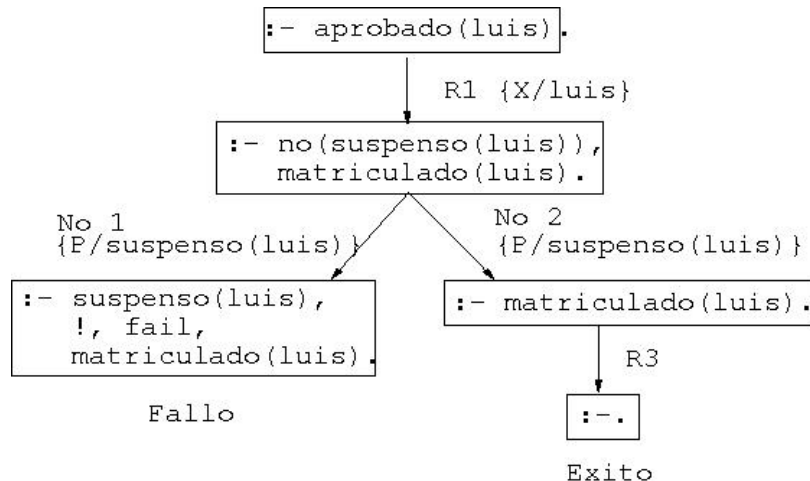 :- aprobado(luis).
R1 {X/luis}
:- no(suspenso(luis)),
matriculado(luis).
No 1
{P/suspenso(luis)}
No 2
{P/suspenso(luis)}
:- suspenso(luis),
!, fail,
matriculado(luis).
:- matriculado(luis).
R3
Fallo
:-.
Exito